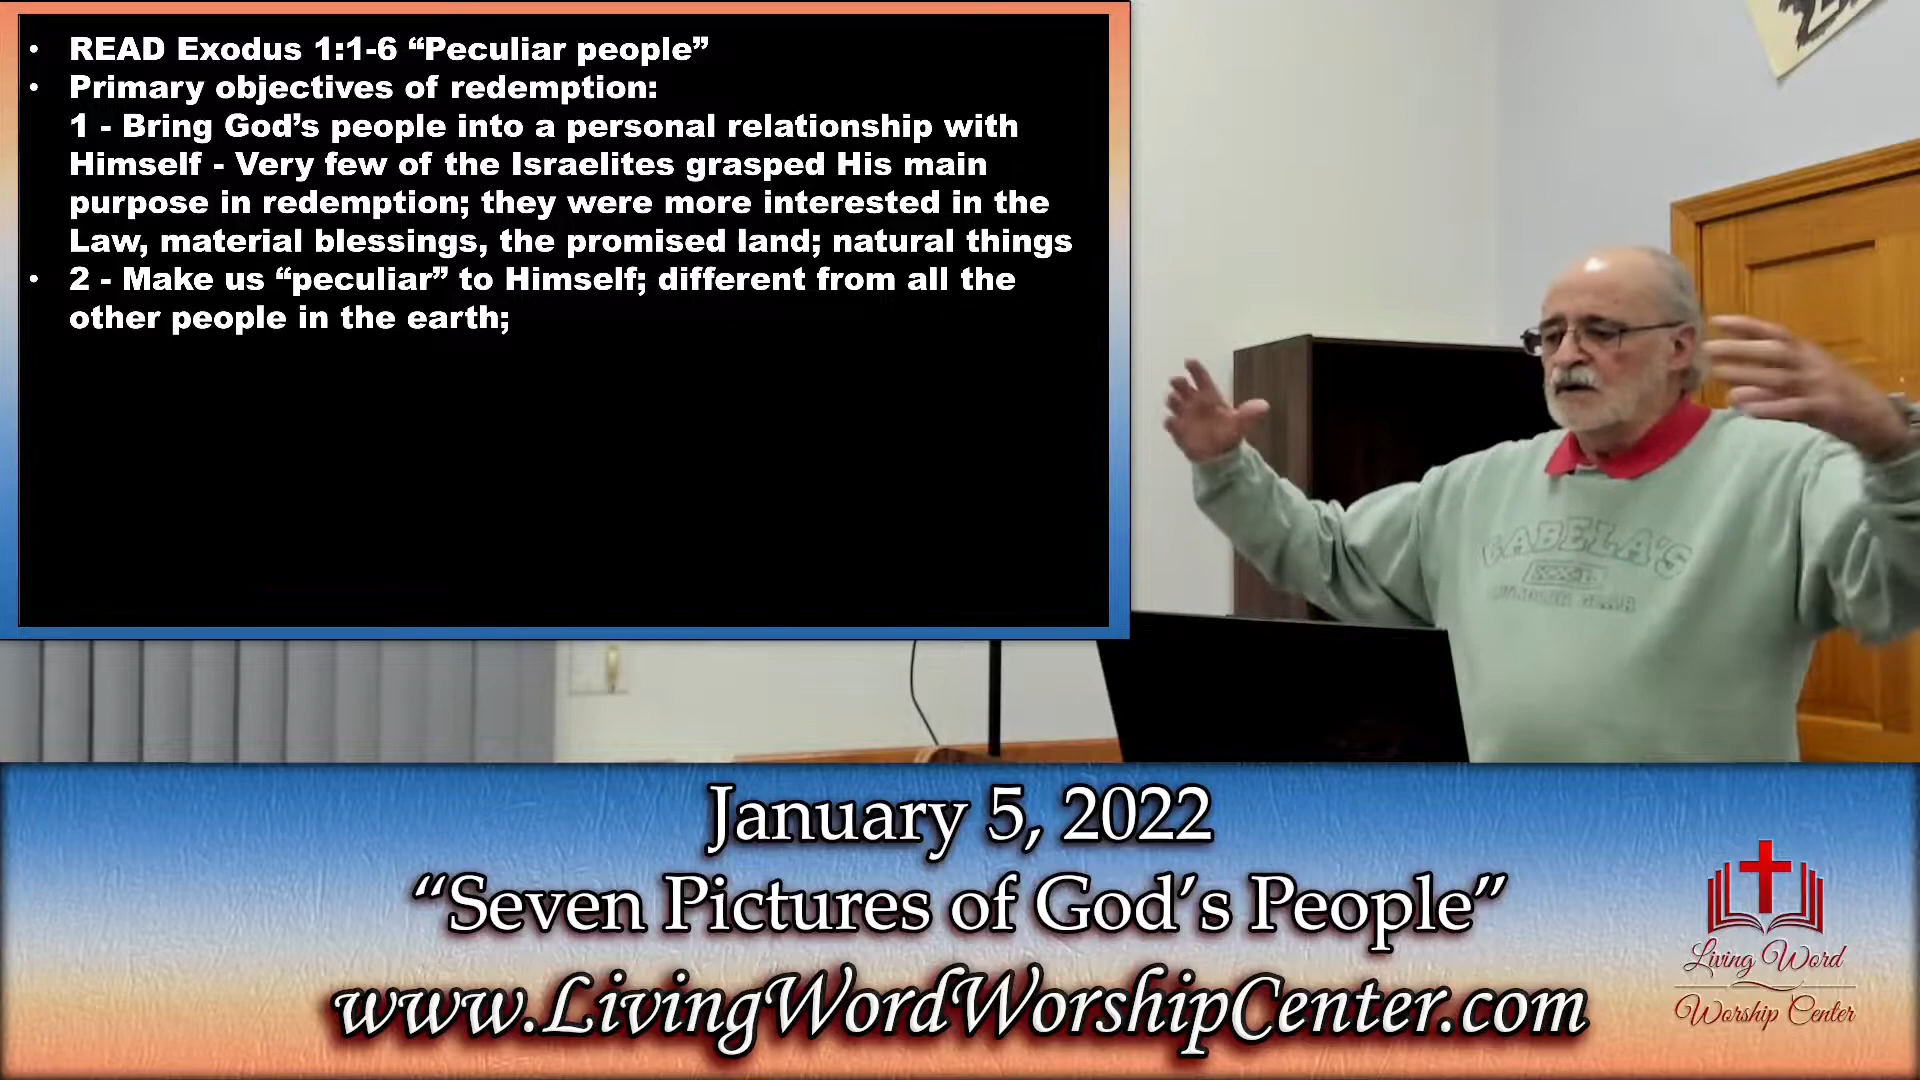 • READ Exodus 1:1-6 “Peculiar people”
• Primary objectives of redemption:
1 - Bring God’s people into a personal relationship with
Himself - Very few of the Israelites grasped His main
purpose in redemption; they were more interested in the
Law, material blessings, the promised land; natural things
• 2 - Make us “peculiar” to Himself; different from all the
other people in the earth;
CABELA'S
XXL
January 5, 2022
“Seven Pictures of God’s People”
www.LivingWordWorshipCenter.com
Living Word
Worship Center